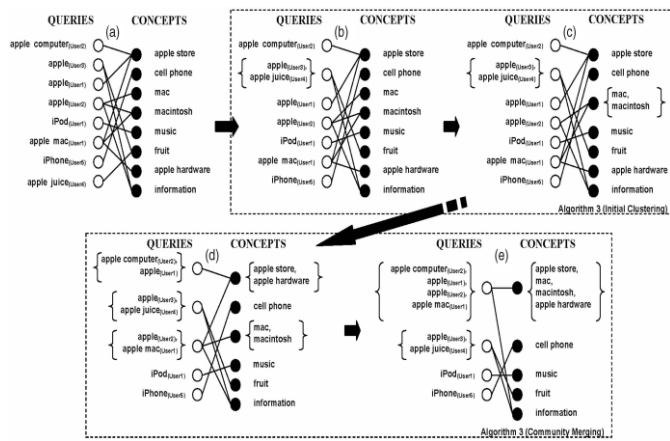 QUERIES (a) CONCEPTS
apple computer(User2)
apple(User3)
apple(User1)
apple(User2)
iPod(User1)
apple mac(User1)
iPhone(User5)
apple juice(User4)
apple store
cell phone
mac
macintosh
music
fruit
apple hardware
information
QUERIES (b) CONCEPTS
apple computer(User2)
apple(User3),
apple juice(User4)
apple(User1)
apple(User2)
iPod(User1)
apple mac(User1)
iPhone(User5)
apple store
cell phone
mac
macintosh
music
fruit
apple hardware
information
QUERIES (c) CONCEPTS
apple computer(User2)
apple(User3),
apple juice(User4)
apple(User1)
apple(User2)
iPod(User1)
apple mac(User1)
iPhone(User5)
apple store
cell phone
mac,
macintosh
music
fruit
apple hardware
information
Algorithm 3 (Initial Clustering)
QUERIES (d) CONCEPTS
apple computer(User2),
apple(User1)
apple(User3),
apple juice(User4)
apple(User2),
apple mac(User1)
iPod(User1)
iPhone(User5)
apple store,
apple hardware
cell phone
mac,
macintosh
music
fruit
information
QUERIES (e) CONCEPTS
apple computer(User2),
apple(User1),
apple(User2),
apple mac(User1)
apple(User3),
apple juice(User4)
iPod(User1)
iPhone(User5)
apple store,
mac,
macintosh,
apple hardware
cell phone
music
fruit
information
Algorithm 3 (Community Merging)